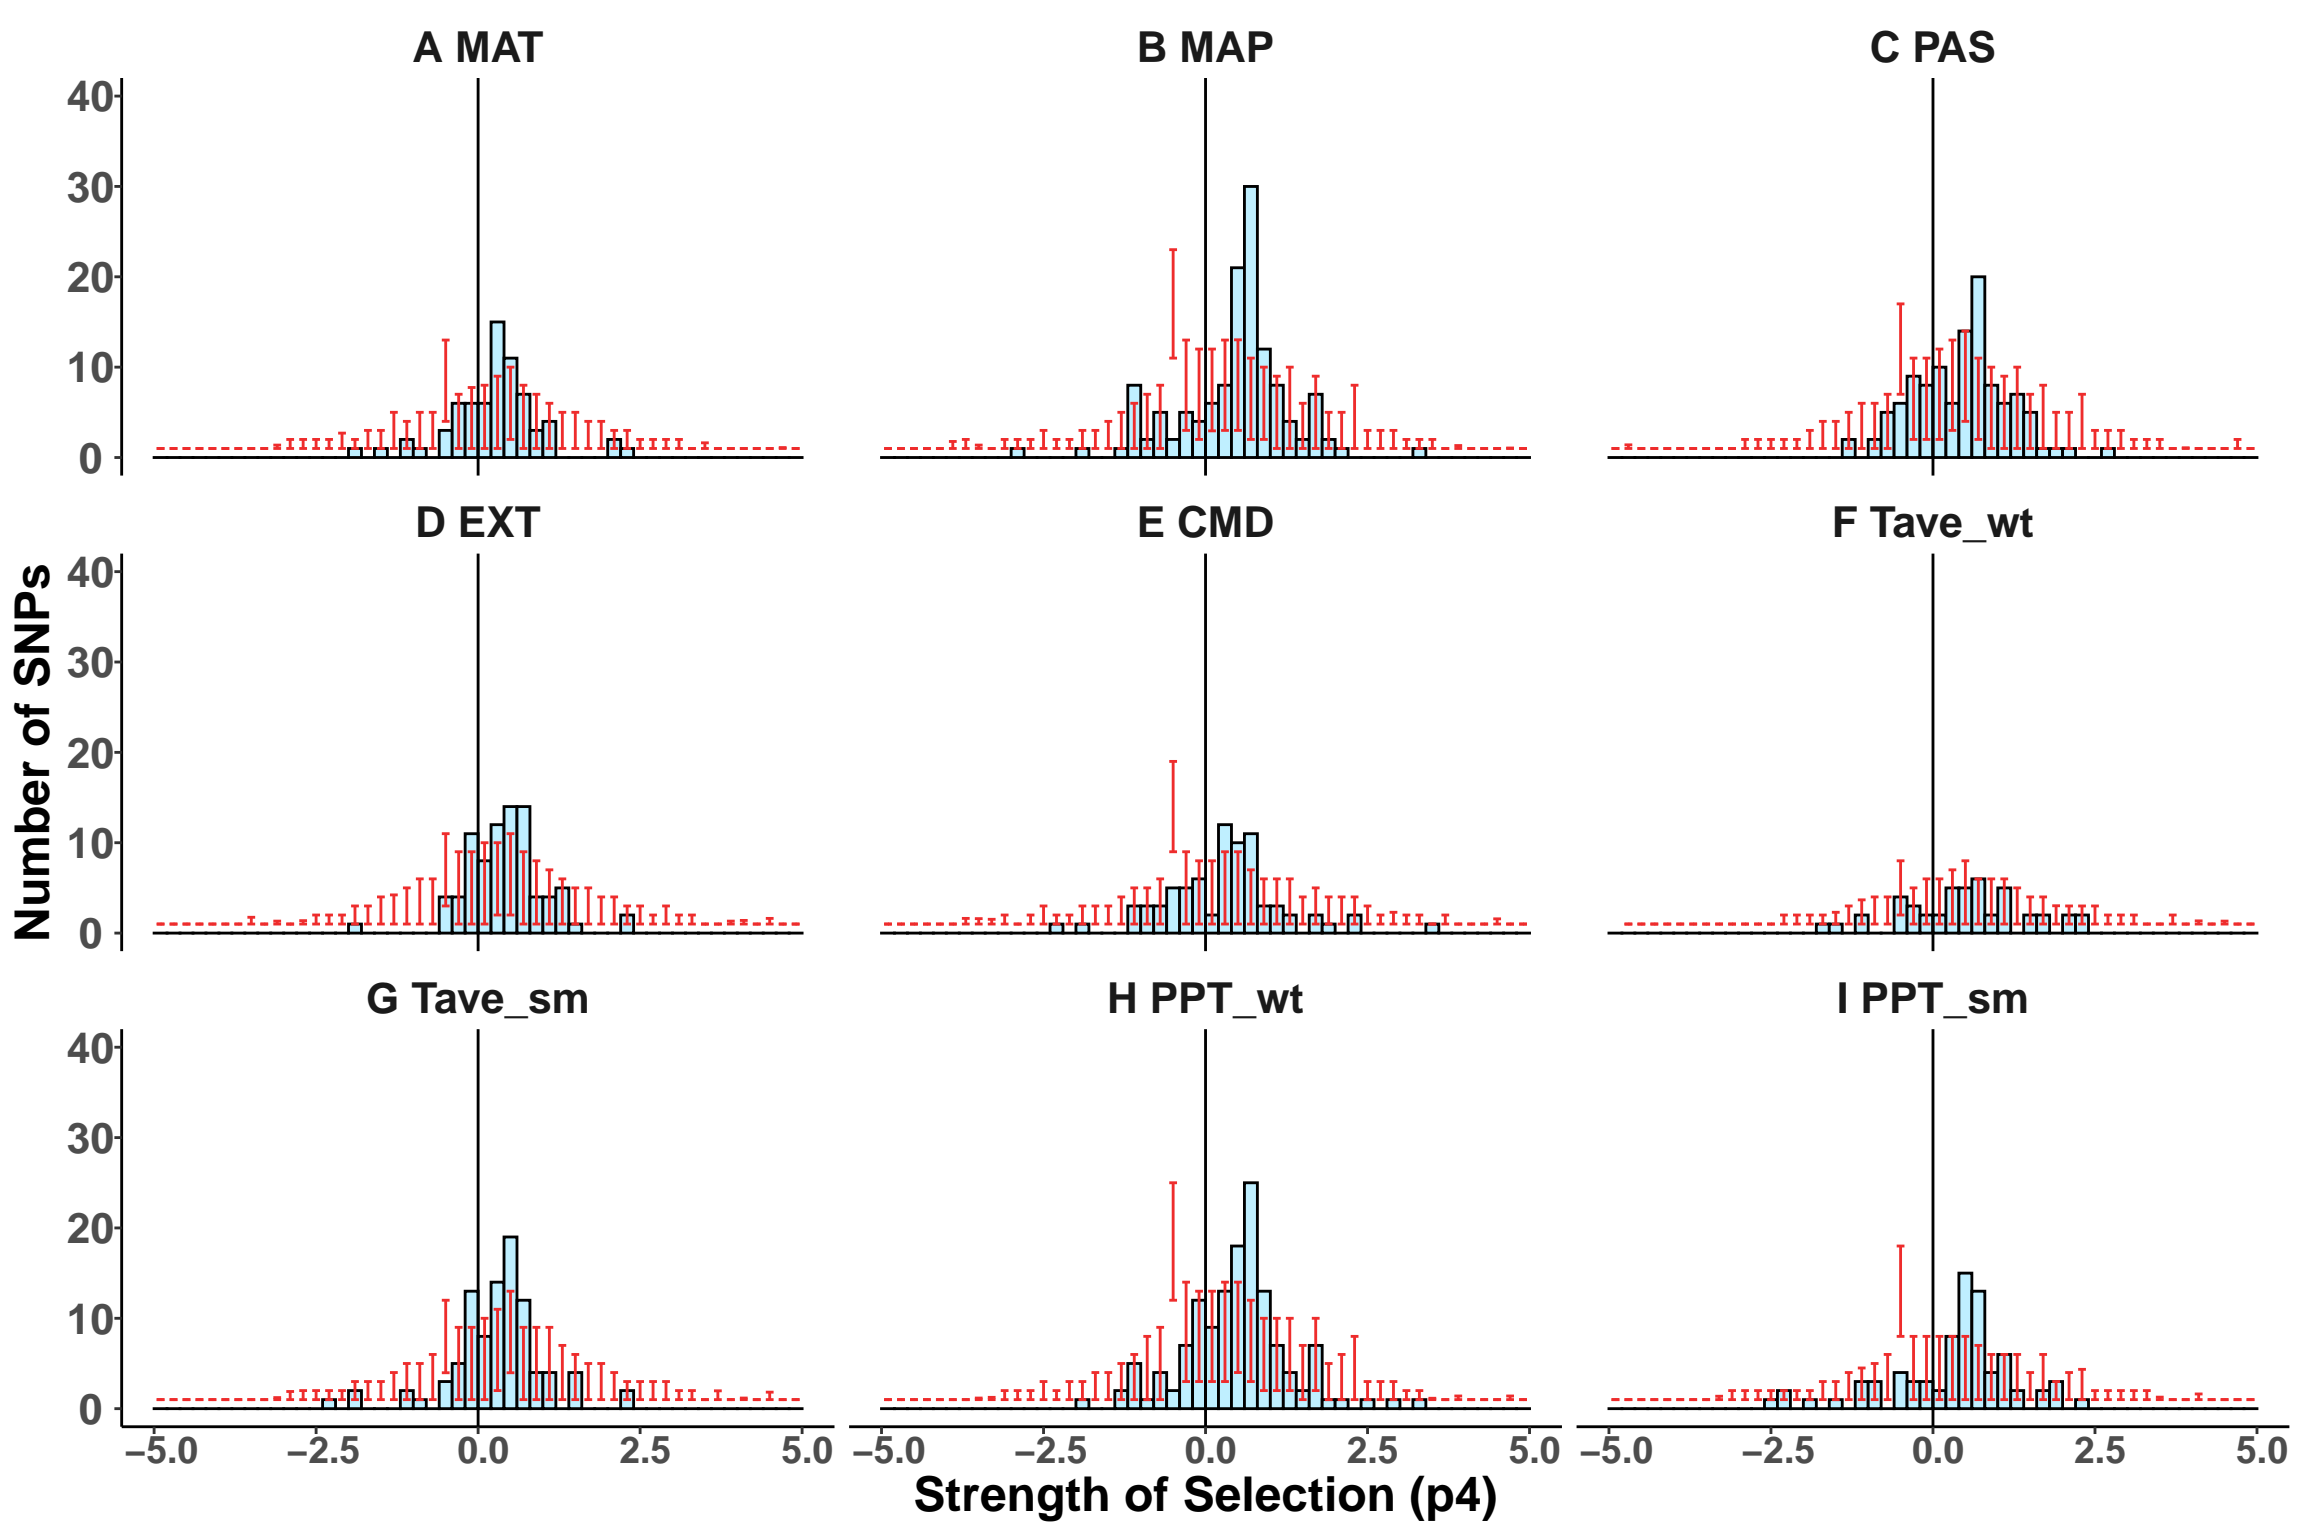 A MAT
B MAP
C PAS
40
30
20
10
0
D EXT
E CMD
F Tave_wt
Number of SNPs
40
30
20
10
0
G Tave_sm
H PPT_wt
I PPT_sm
40
30
20
10
0
−5.0 −2.5 0.0 2.5 5.0
−5.0 −2.5 0.0 2.5 5.0
−5.0 −2.5 0.0 2.5 5.0
Strength of Selection (p4)